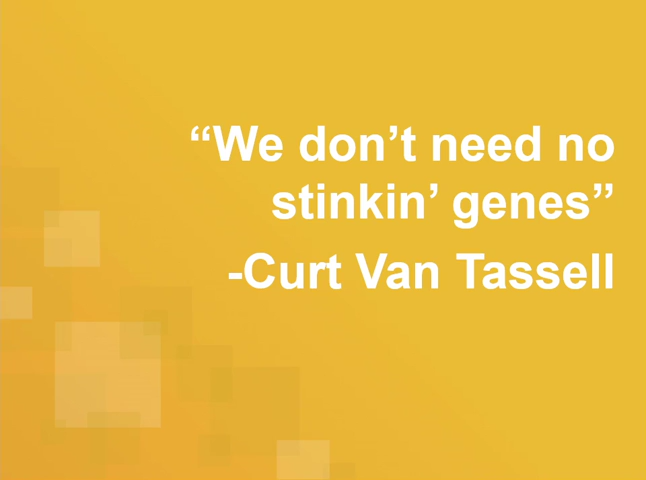 “We don’t need no
stinkin’ genes”
-Curt Van Tassell